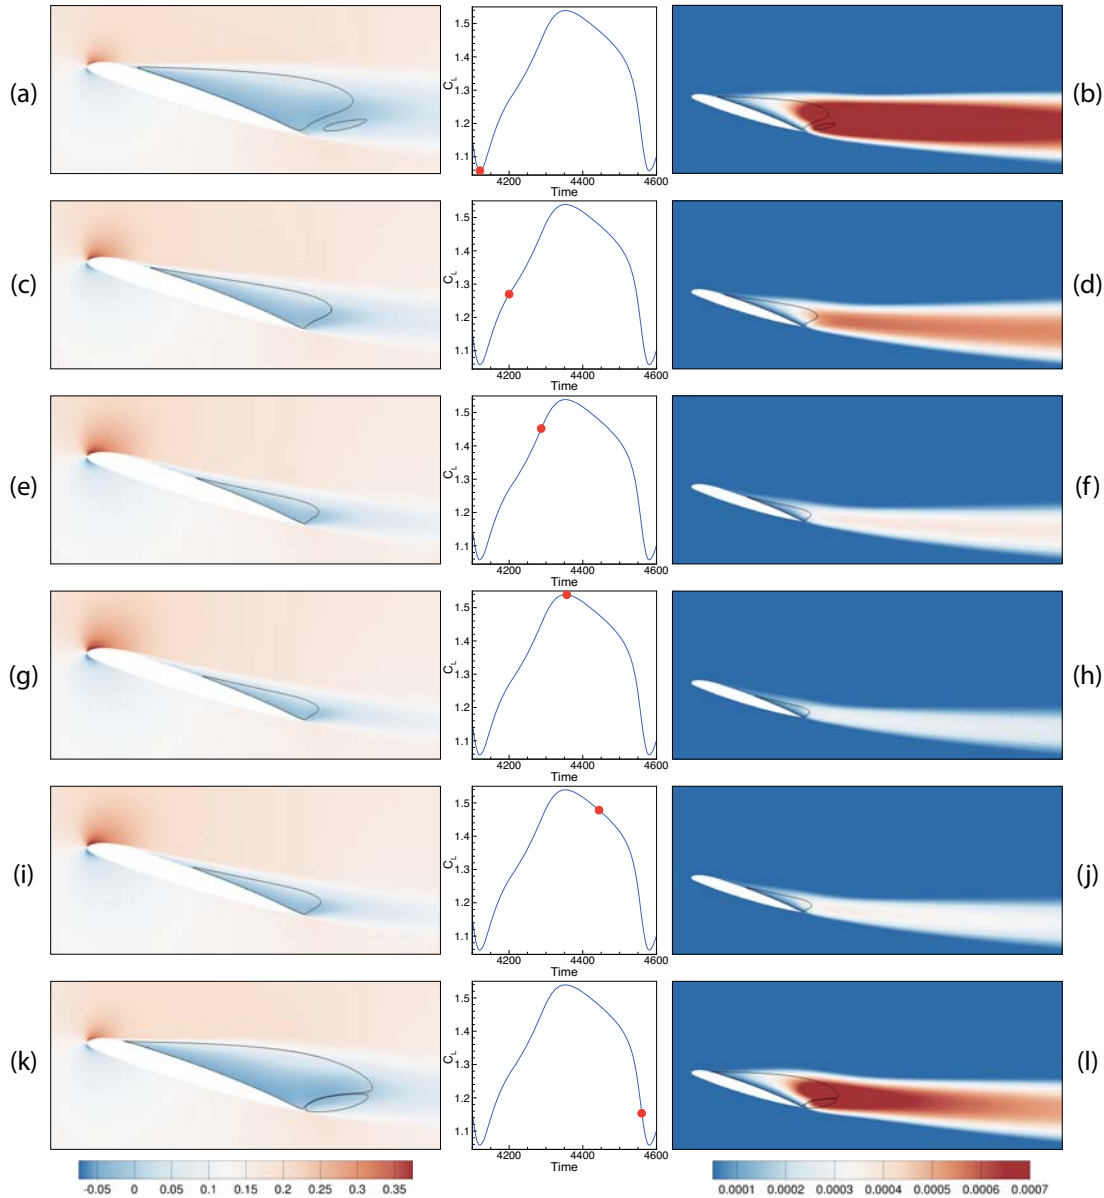 (a)
C_L
1.5
1.4
1.3
1.2
1.1
4200 4400 4600
Time
(b)
(c)
C_L
1.5
1.4
1.3
1.2
1.1
4200 4400 4600
Time
(d)
(e)
C_L
1.5
1.4
1.3
1.2
1.1
4200 4400 4600
Time
(f)
(g)
C_L
1.5
1.4
1.3
1.2
1.1
4200 4400 4600
Time
(h)
(i)
C_L
1.5
1.4
1.3
1.2
1.1
4200 4400 4600
Time
(j)
(k)
C_L
1.5
1.4
1.3
1.2
1.1
4200 4400 4600
Time
(l)
-0.05 0 0.05 0.1 0.15 0.2 0.25 0.3 0.35
0.0001 0.0002 0.0003 0.0004 0.0005 0.0006 0.0007